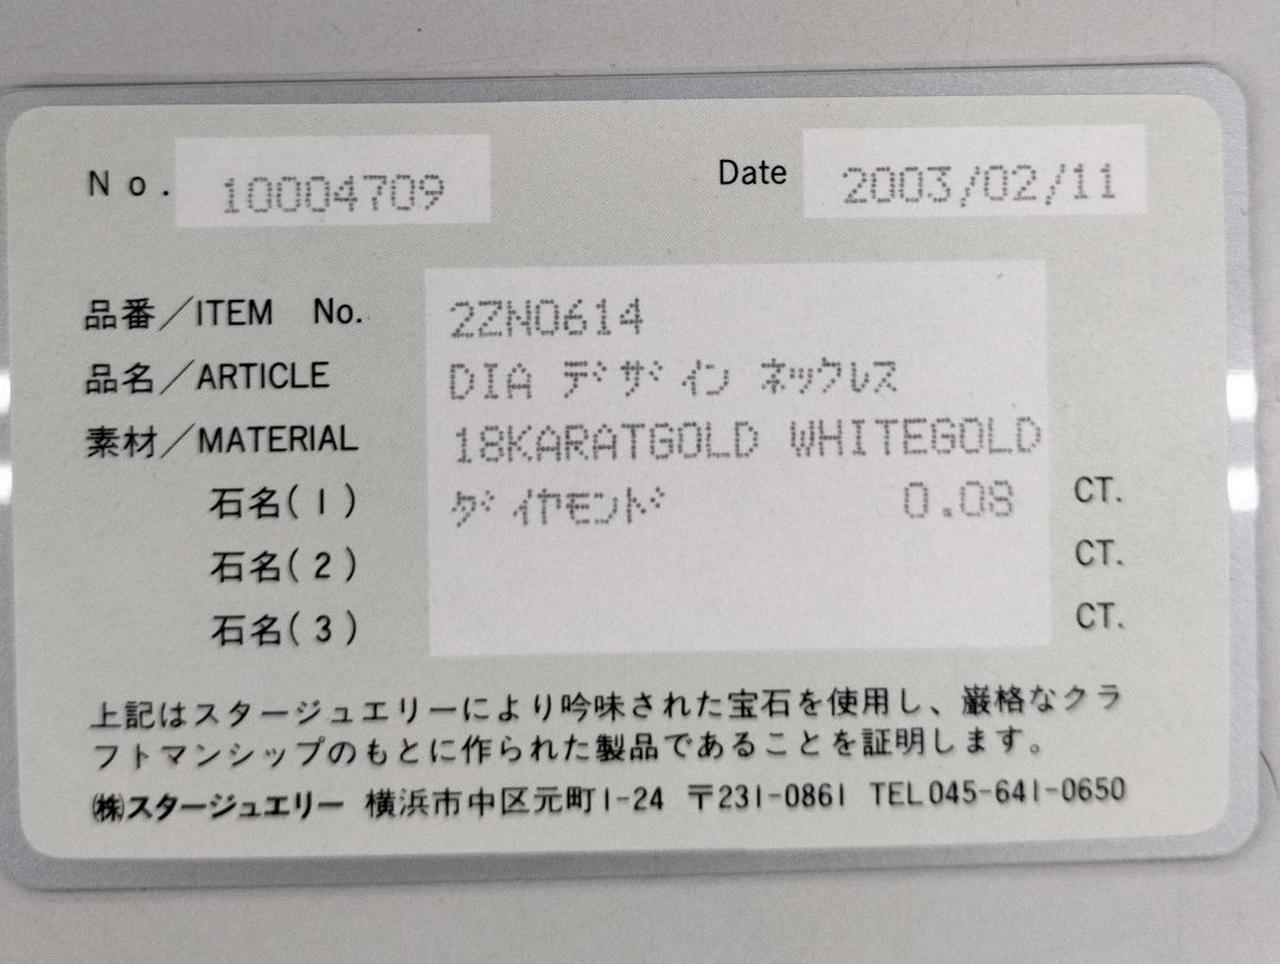 No. 10004709 Date 2003/02/11
品番／ITEM No. 2ZN0614
品名／ARTICLE DIA ﾃﾞｻﾞｲﾝ ﾈｯｸﾚｽ
素材／MATERIAL 18KARATGOLD WHITEGOLD
石名(1) ﾀﾞｲﾔﾓﾝﾄﾞ 0.08 CT.
石名(2) CT.
石名(3) CT.
上記はスタージュエリーにより吟味された宝石を使用し、巌格なクラ
フトマンシップのもとに作られた製品であることを証明します。
㈱スタージュエリー 横浜市中区元町1-24 〒231-0861 TEL045-641-0650